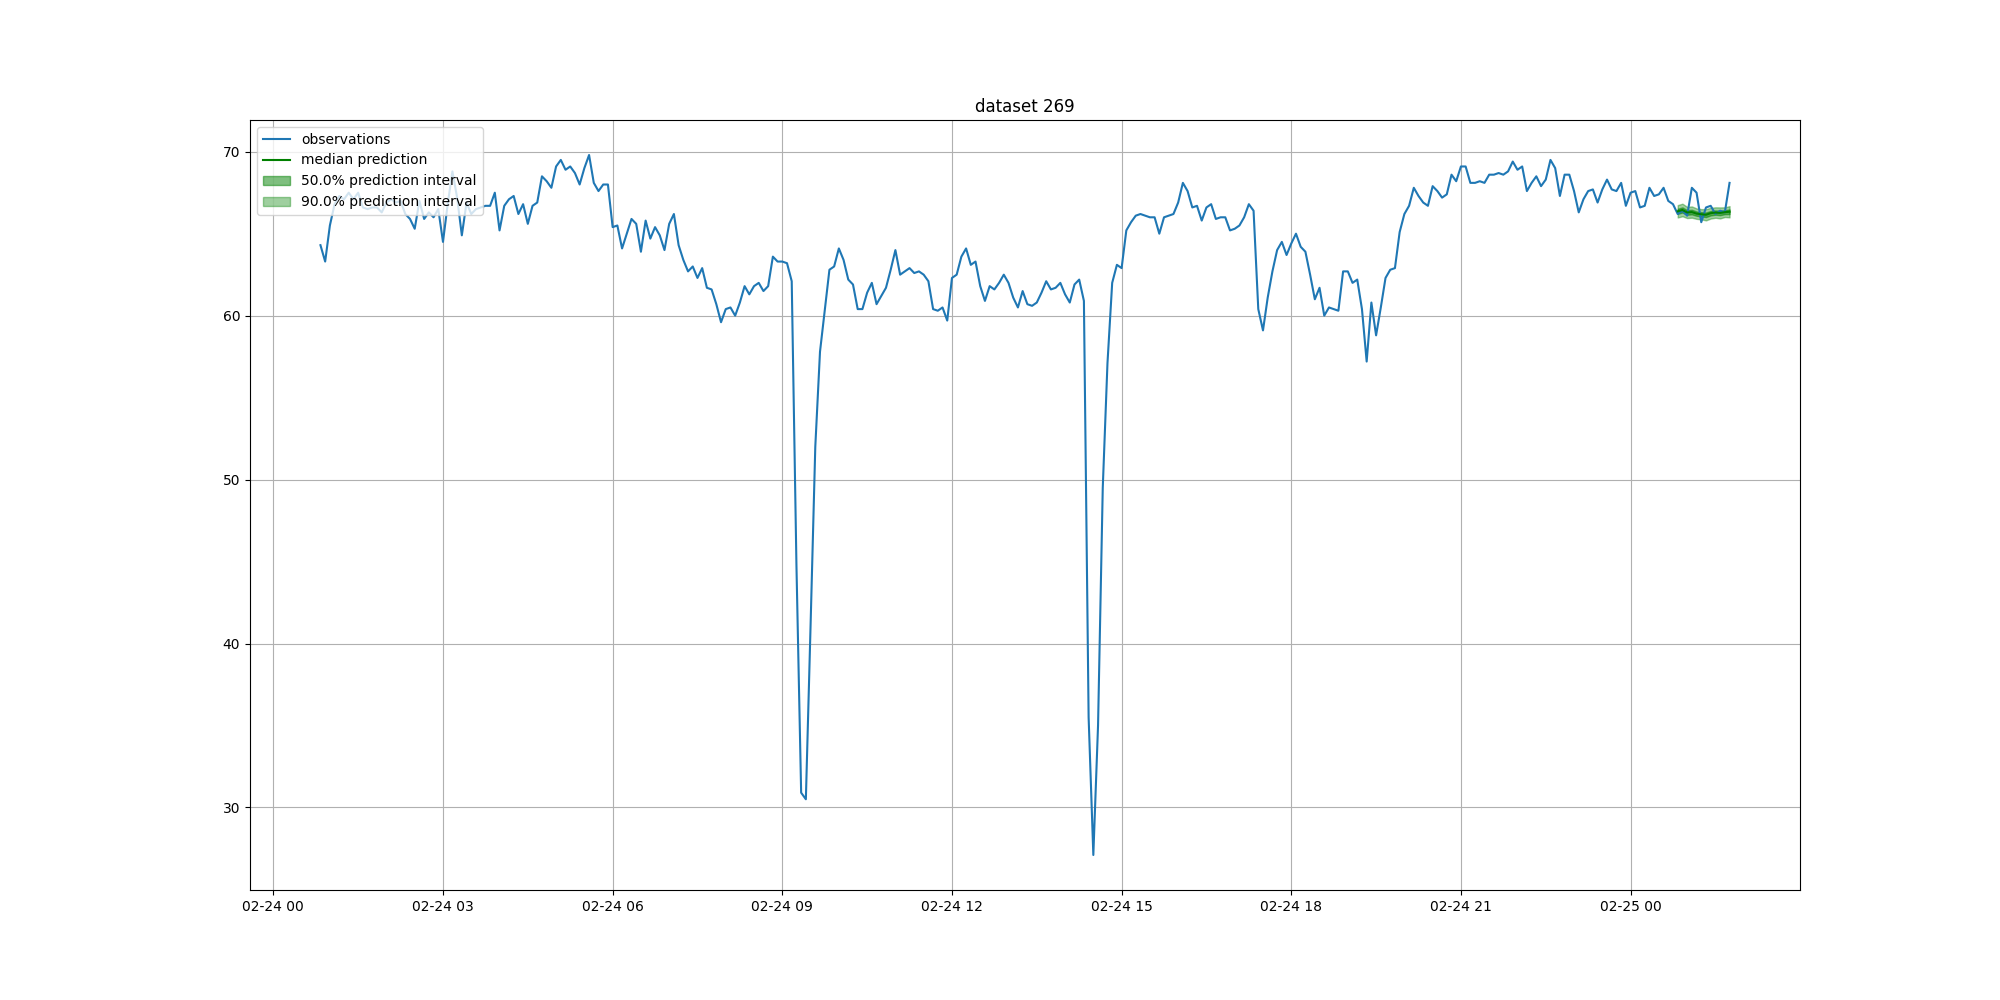 dataset 269
observations
median prediction
50.0% prediction interval
90.0% prediction interval
70
60
50
40
30
02-24 00
02-24 03
02-24 06
02-24 09
02-24 12
02-24 15
02-24 18
02-24 21
02-25 00